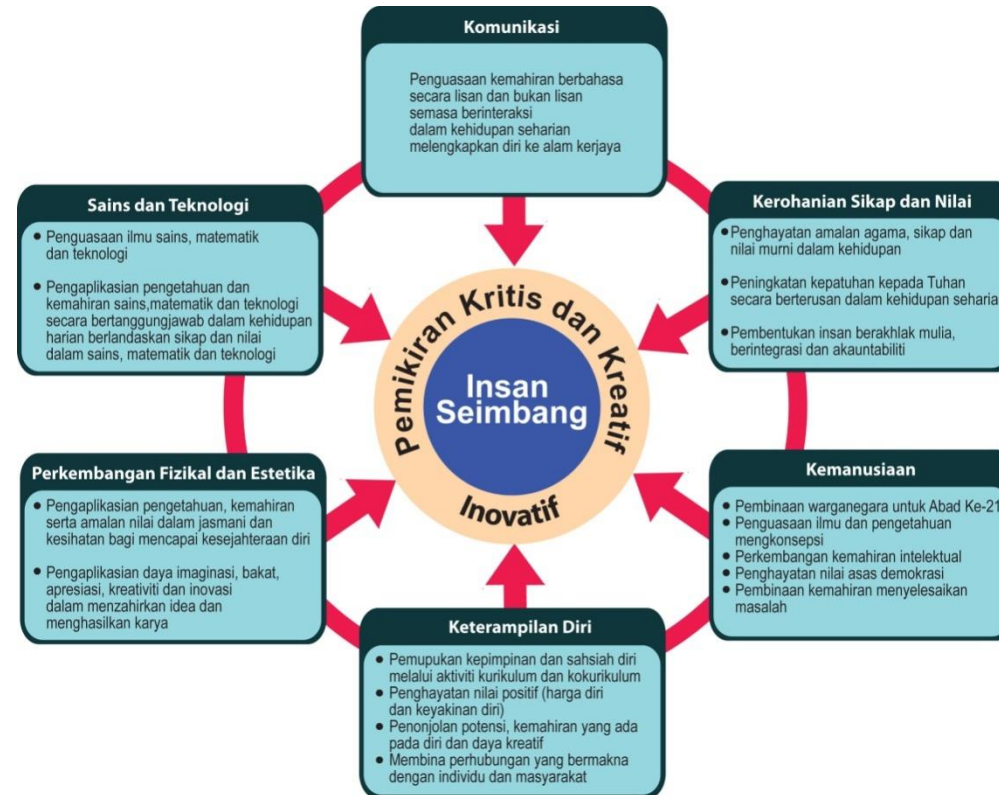 Komunikasi
Penguasaan kemahiran berbahasa
secara lisan dan bukan lisan
semasa berinteraksi
dalam kehidupan seharian
melengkapkan diri ke alam kerjaya
Sains dan Teknologi
• Penguasaan ilmu sains, matematik
dan teknologi
• Pengaplikasian pengetahuan dan
kemahiran sains,matematik dan teknologi
secara bertanggungjawab dalam kehidupan
harian berlandaskan sikap dan nilai
dalam sains, matematik dan teknologi
Kerohanian Sikap dan Nilai
• Penghayatan amalan agama, sikap dan
nilai murni dalam kehidupan
• Peningkatan kepatuhan kepada Tuhan
secara berterusan dalam kehidupan seharia
• Pembentukan insan berakhlak mulia,
berintegrasi dan akauntabiliti
Pemikiran Kritis dan Kreatif
Insan
Seimbang
Inovatif
Perkembangan Fizikal dan Estetika
• Pengaplikasian pengetahuan, kemahiran
serta amalan nilai dalam jasmani dan
kesihatan bagi mencapai kesejahteraan diri
• Pengaplikasian daya imaginasi, bakat,
apresiasi, kreativiti dan inovasi
dalam menzahirkan idea dan
menghasilkan karya
Kemanusiaan
• Pembinaan warganegara untuk Abad Ke-21
• Penguasaan ilmu dan pengetahuan
mengkonsepsi
• Perkembangan kemahiran intelektual
• Penghayatan nilai asas demokrasi
• Pembinaan kemahiran menyelesaikan
masalah
Keterampilan Diri
• Pemupukan kepimpinan dan sahsiah diri
melalui aktiviti kurikulum dan kokurikulum
• Penghayatan nilai positif (harga diri
dan keyakinan diri)
• Penonjolan potensi, kemahiran yang ada
pada diri dan daya kreatif
• Membina perhubungan yang bermakna
dengan individu dan masyarakat